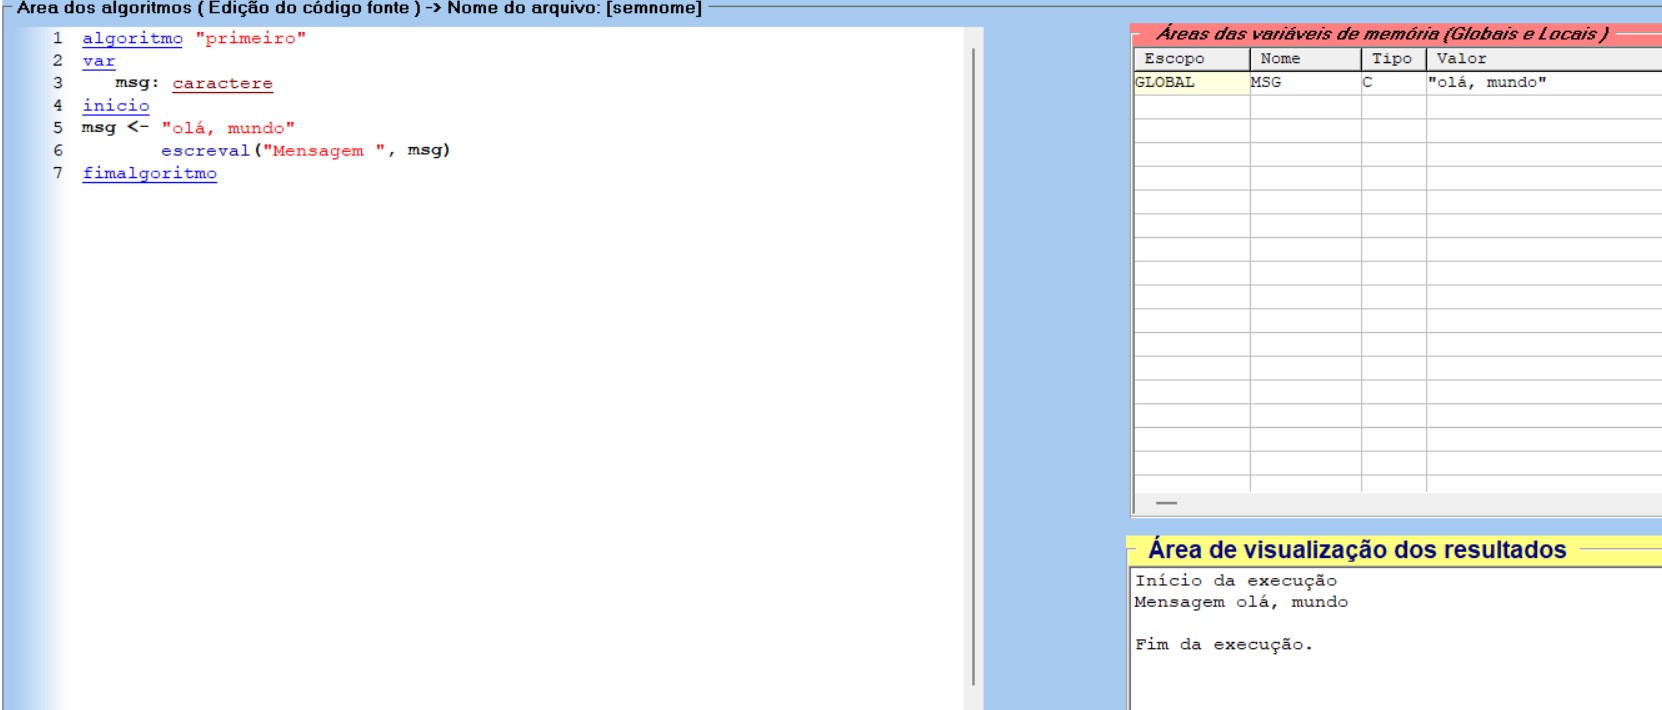 Área dos algoritmos ( Edição do código fonte ) -> Nome do arquivo: [semnome]
1 algoritmo "primeiro"
2 var
3 msg: caractere
4 inicio
5 msg <- "olá, mundo"
6 escreval("Mensagem ", msg)
7 fimalgoritmo
Áreas das variáveis de memória (Globais e Locais )
Escopo Nome Tipo Valor
GLOBAL MSG C "olá, mundo"
Área de visualização dos resultados
Início da execução
Mensagem olá, mundo
Fim da execução.